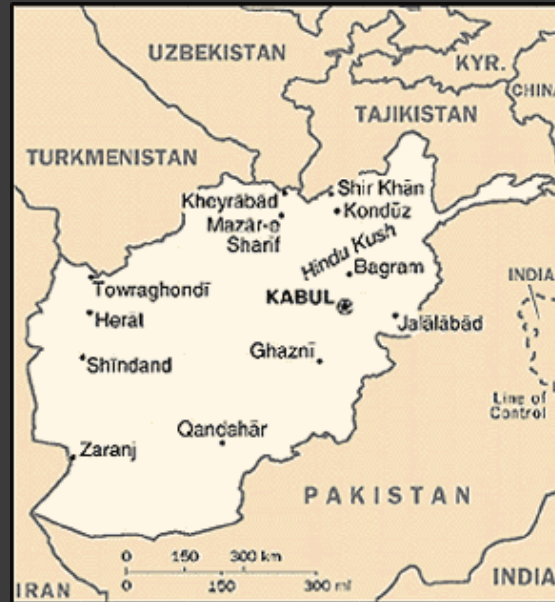 UZBEKISTAN
KYR.
CHINA
TAJIKISTAN
TURKMENISTAN
Kheyrābād
Shir Khān
Mazār-e
Sharīf
Kondūz
Hindu Kush
Bagram
INDIA
Towraghondī
KABUL
Herāt
Jalālābād
Shīndand
Ghaznī
Line of
Control
Qandahār
Zaranj
PAKISTAN
0 150 300 km
0 150 300 mi
IRAN
INDIA